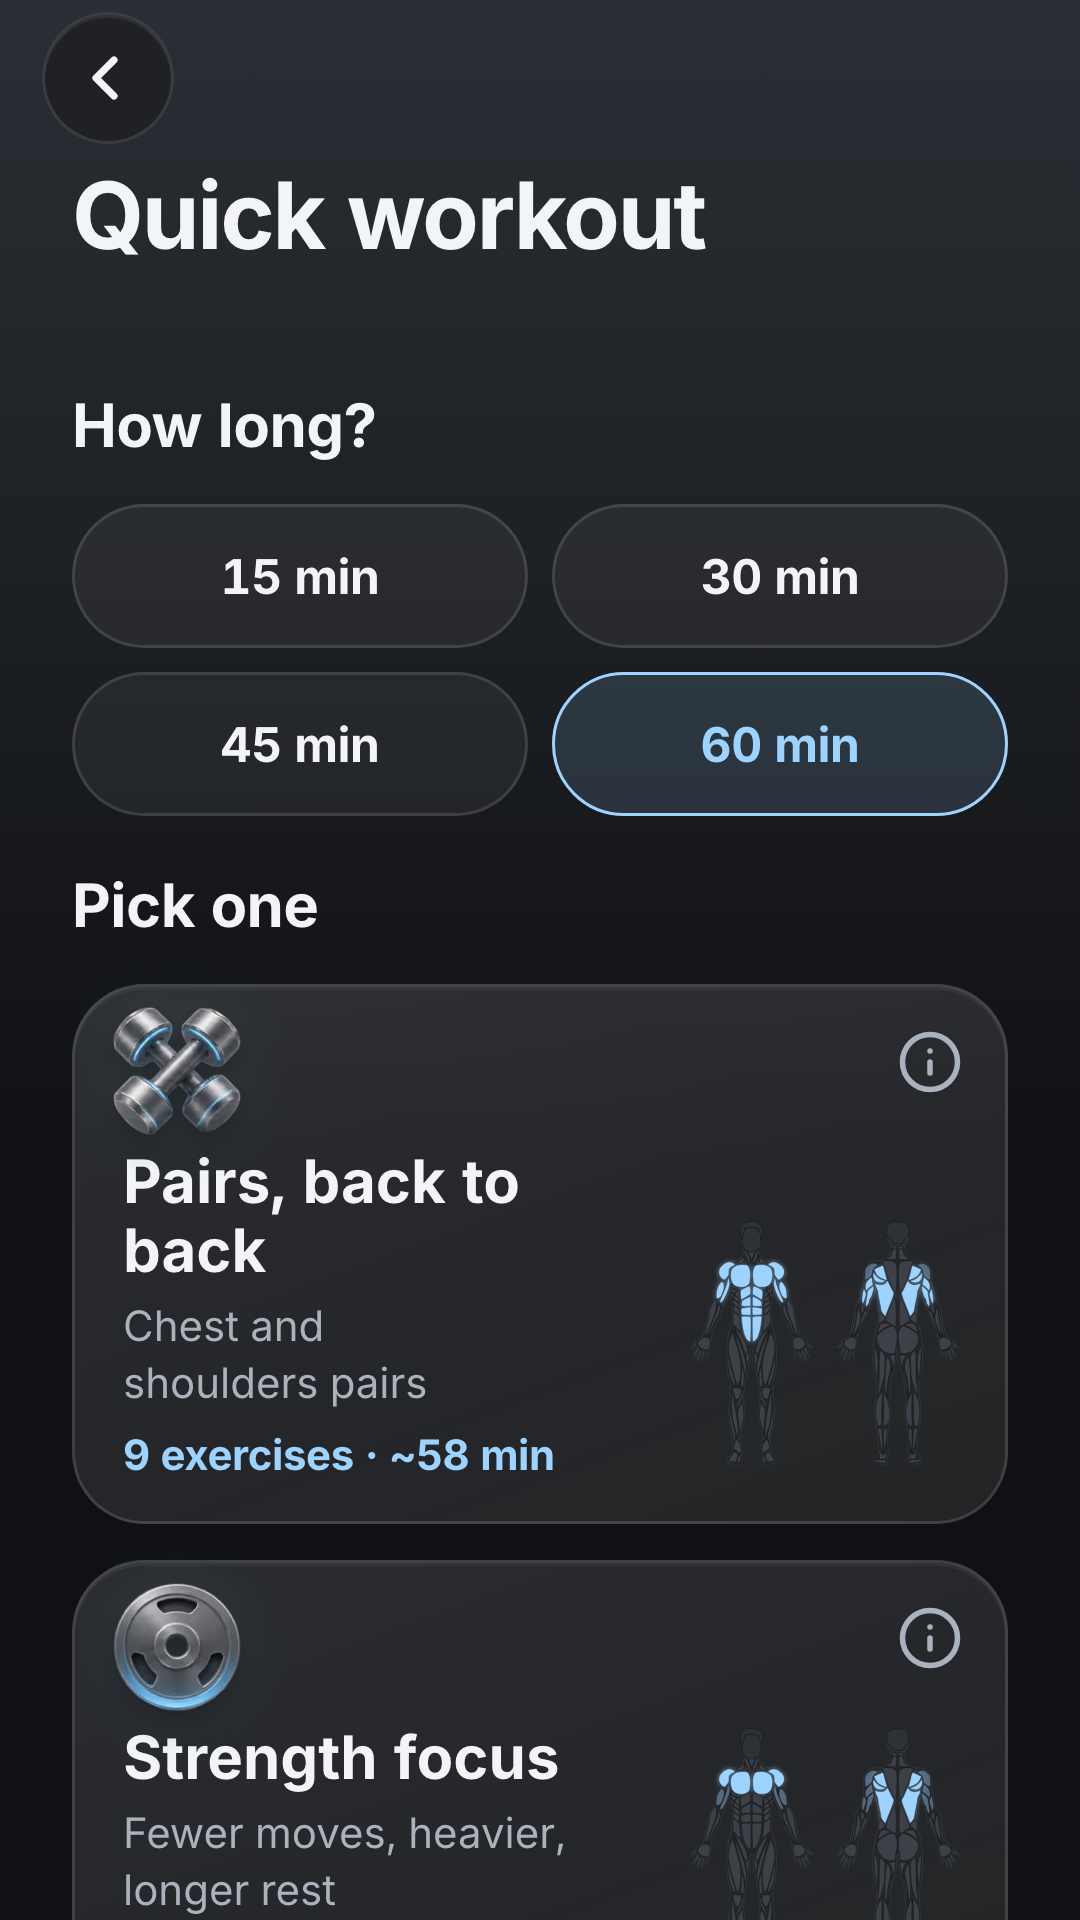 Quick workout
How long?
15 min
30 min
45 min
60 min
Pick one
Pairs, back to
back
Chest and
shoulders pairs
9 exercises · ~58 min
Strength focus
Fewer moves, heavier,
longer rest